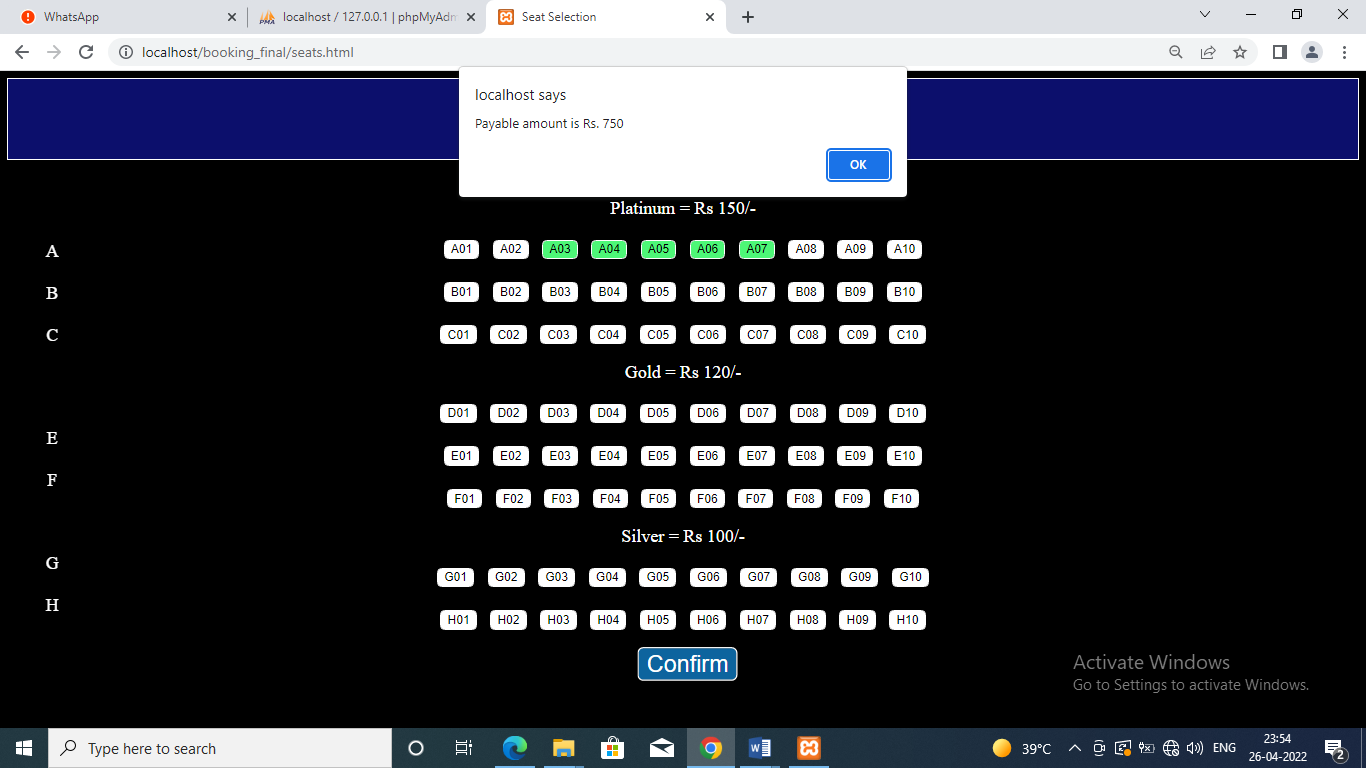 WhatsApp
localhost / 127.0.0.1 | phpMyAdm
Seat Selection
localhost/booking_final/seats.html
localhost says
Payable amount is Rs. 750
OK
Platinum = Rs 150/-
A A01 A02 A03 A04 A05 A06 A07 A08 A09 A10
B B01 B02 B03 B04 B05 B06 B07 B08 B09 B10
C C01 C02 C03 C04 C05 C06 C07 C08 C09 C10
Gold = Rs 120/-
D01 D02 D03 D04 D05 D06 D07 D08 D09 D10
E E01 E02 E03 E04 E05 E06 E07 E08 E09 E10
F F01 F02 F03 F04 F05 F06 F07 F08 F09 F10
Silver = Rs 100/-
G G01 G02 G03 G04 G05 G06 G07 G08 G09 G10
H H01 H02 H03 H04 H05 H06 H07 H08 H09 H10
Confirm
Activate Windows
Go to Settings to activate Windows.
Type here to search
39°C
ENG
23:54
26-04-2022
2